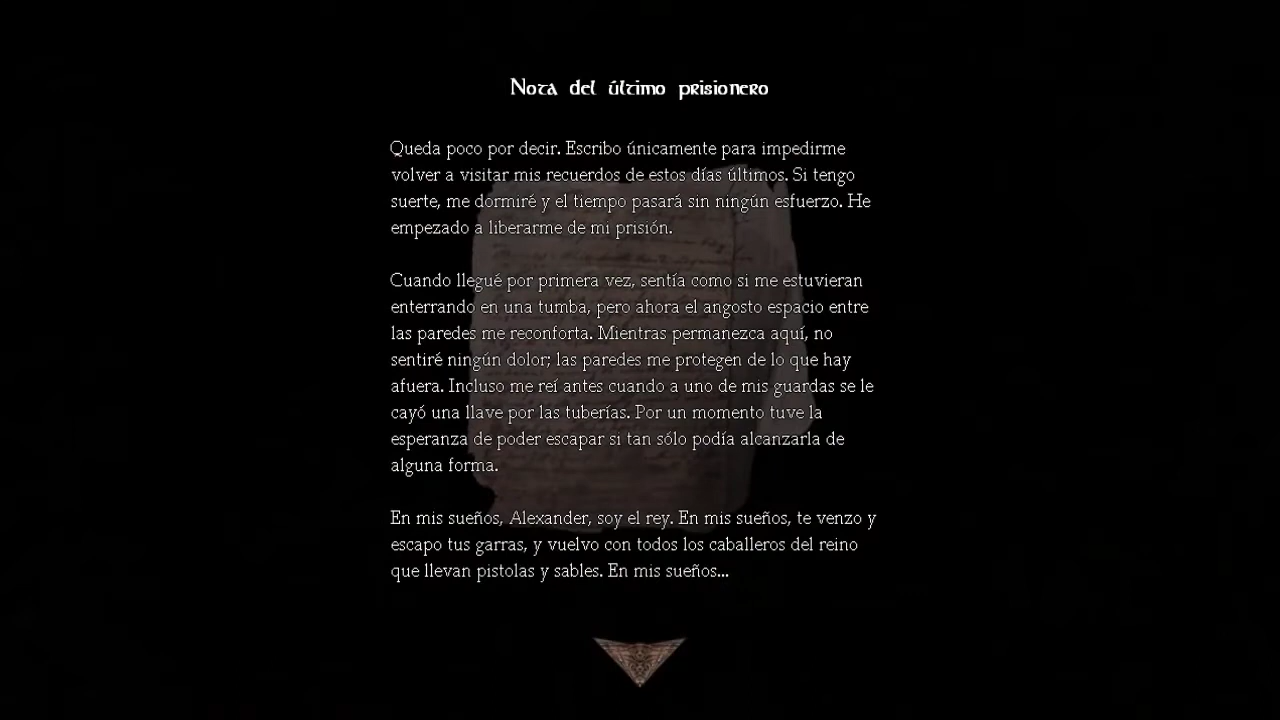 Nota del último prisionero
Queda poco por decir. Escribo únicamente para impedirme
volver a visitar mis recuerdos de estos días últimos. Si tengo
suerte, me dormiré y el tiempo pasará sin ningún esfuerzo. He
empezado a liberarme de mi prisión.
Cuando llegué por primera vez, sentía como si me estuvieran
enterrando en una tumba, pero ahora el angosto espacio entre
las paredes me reconforta. Mientras permanezca aquí, no
sentiré ningún dolor; las paredes me protegen de lo que hay
afuera. Incluso me reí antes cuando a uno de mis guardas se le
cayó una llave por las tuberías. Por un momento tuve la
esperanza de poder escapar si tan sólo podía alcanzarla de
alguna forma.
En mis sueños, Alexander, soy el rey. En mis sueños, te venzo y
escapo tus garras, y vuelvo con todos los caballeros del reino
que llevan pistolas y sables. En mis sueños...